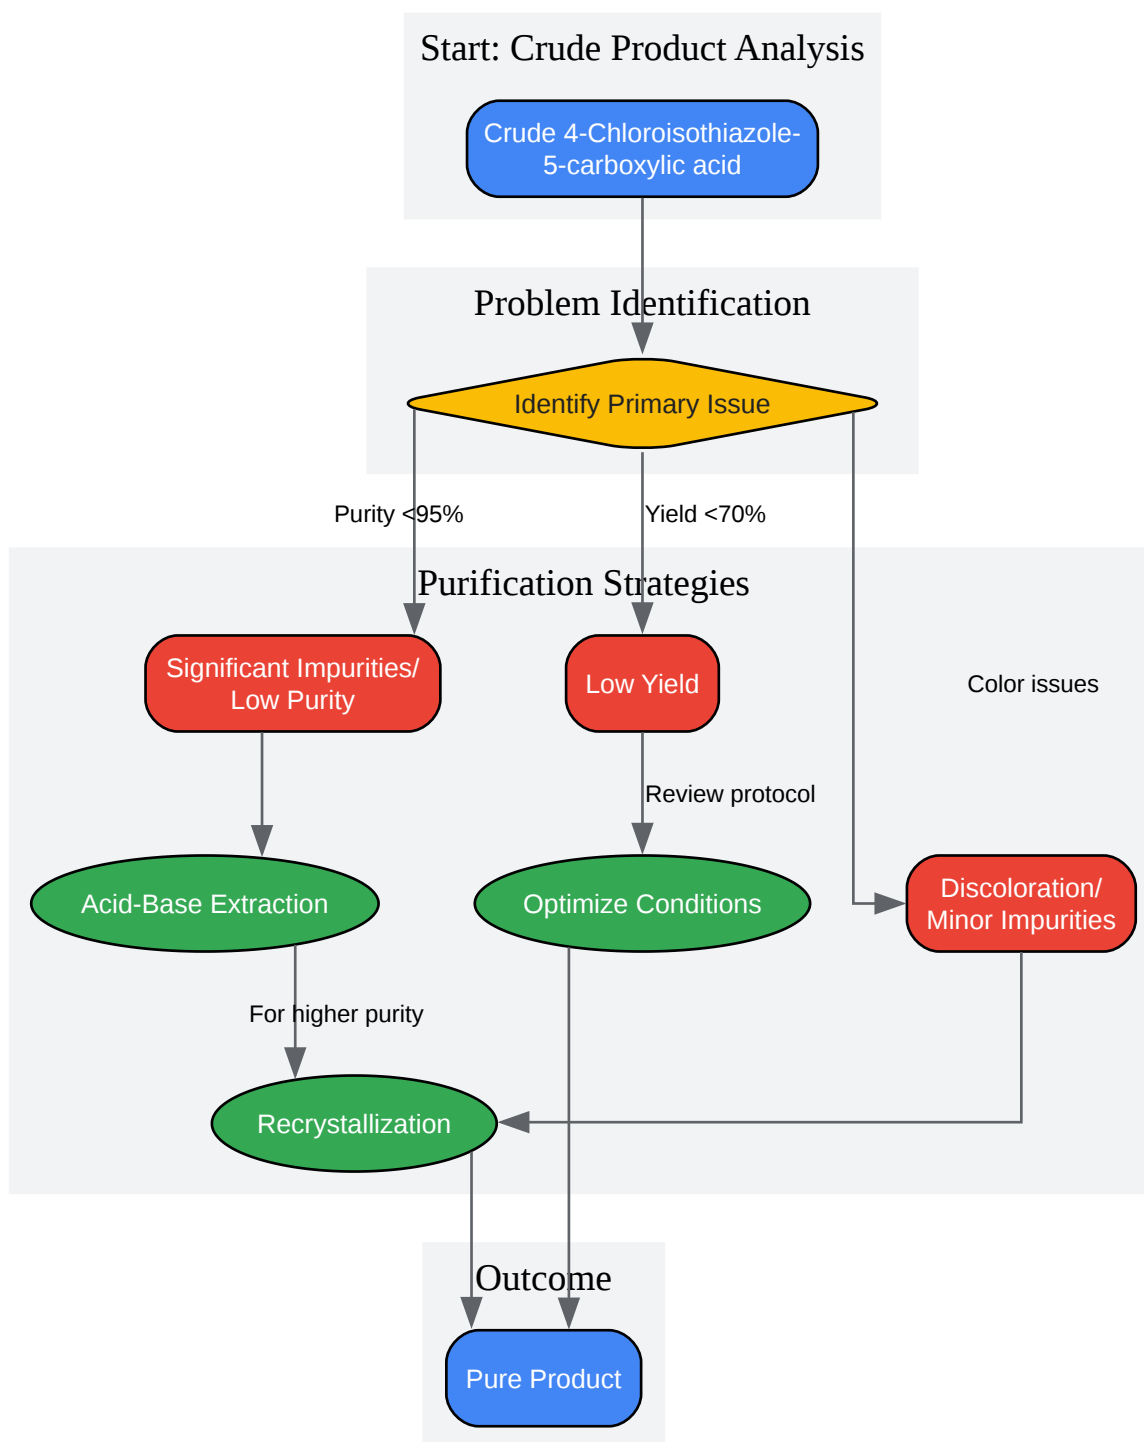 Start: Crude Product Analysis
Crude 4-Chloroisothiazole-
5-carboxylic acid
Problem Identification
Identify Primary Issue
Purity <95%
Yield <70%
Purification Strategies
Significant Impurities/
Low Purity
Low Yield
Color issues
Review protocol
Acid-Base Extraction
Optimize Conditions
Discoloration/
Minor Impurities
For higher purity
Recrystallization
Outcome
Pure Product